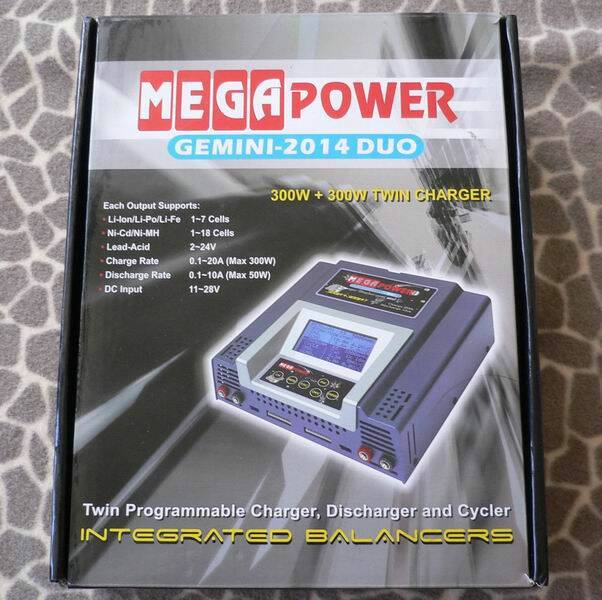 MEGAPOWER
GEMINI-2014 DUO
300W + 300W TWIN CHARGER
Each Output Supports:
• Li-Ion/Li-Po/Li-Fe 1~7 Cells
• Ni-Cd/Ni-MH 1~18 Cells
• Lead-Acid 2~24V
• Charge Rate 0.1~20A (Max 300W)
• Discharge Rate 0.1~10A (Max 50W)
• DC Input 11~28V
MEGAPOWER
Twin Programmable Charger, Discharger and Cycler
INTEGRATED BALANCERS